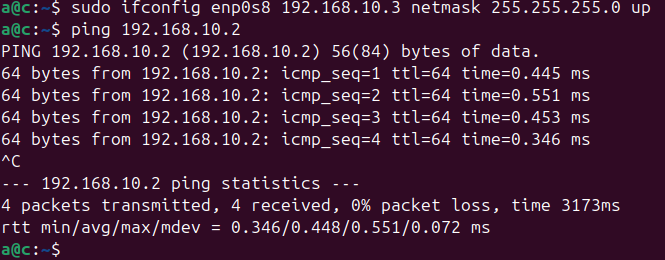 a@c:~$ sudo ifconfig enp0s8 192.168.10.3 netmask 255.255.255.0 up
a@c:~$ ping 192.168.10.2
PING 192.168.10.2 (192.168.10.2) 56(84) bytes of data.
64 bytes from 192.168.10.2: icmp_seq=1 ttl=64 time=0.445 ms
64 bytes from 192.168.10.2: icmp_seq=2 ttl=64 time=0.551 ms
64 bytes from 192.168.10.2: icmp_seq=3 ttl=64 time=0.453 ms
64 bytes from 192.168.10.2: icmp_seq=4 ttl=64 time=0.346 ms
^C
--- 192.168.10.2 ping statistics ---
4 packets transmitted, 4 received, 0% packet loss, time 3173ms
rtt min/avg/max/mdev = 0.346/0.448/0.551/0.072 ms
a@c:~$